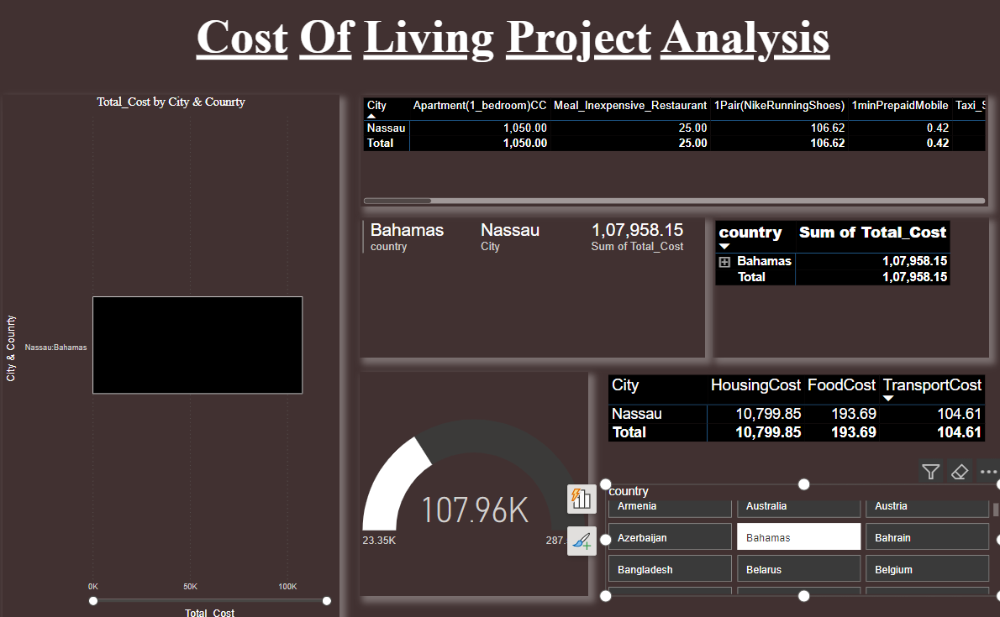 Cost Of Living Project Analysis
Total_Cost by City & Counrty
City & Counrty
Nassau:Bahamas
0K 50K 100K
Total_Cost
City Apartment(1_bedroom)CC Meal_Inexpensive_Restaurant 1Pair(NikeRunningShoes) 1minPrepaidMobile Taxi_S
Nassau 1,050.00 25.00 106.62 0.42
Total 1,050.00 25.00 106.62 0.42
Bahamas Nassau 1,07,958.15
country City Sum of Total_Cost
country Sum of Total_Cost
Bahamas 1,07,958.15
Total 1,07,958.15
107.96K
23.35K 287.
City HousingCost FoodCost TransportCost
Nassau 10,799.85 193.69 104.61
Total 10,799.85 193.69 104.61
country
Armenia Australia Austria
Azerbaijan Bahamas Bahrain
Bangladesh Belarus Belgium